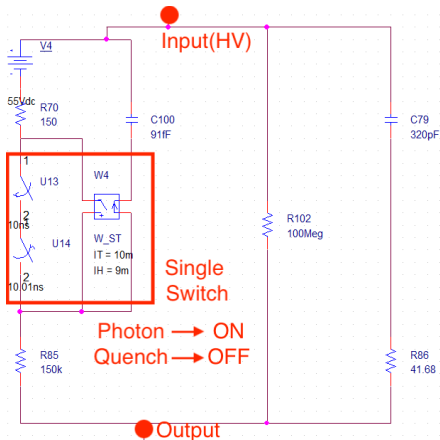 Input(HV)
V4
55Vdc
R70
150
C100
91fF
C79
320pF
1
U13
2
10ns
W4
U14
W_ST
IT = 10m
IH = 9m
2
10.01ns
R102
100Meg
Single
Switch
Photon → ON
Quench → OFF
R85
150k
R86
41.68
Output